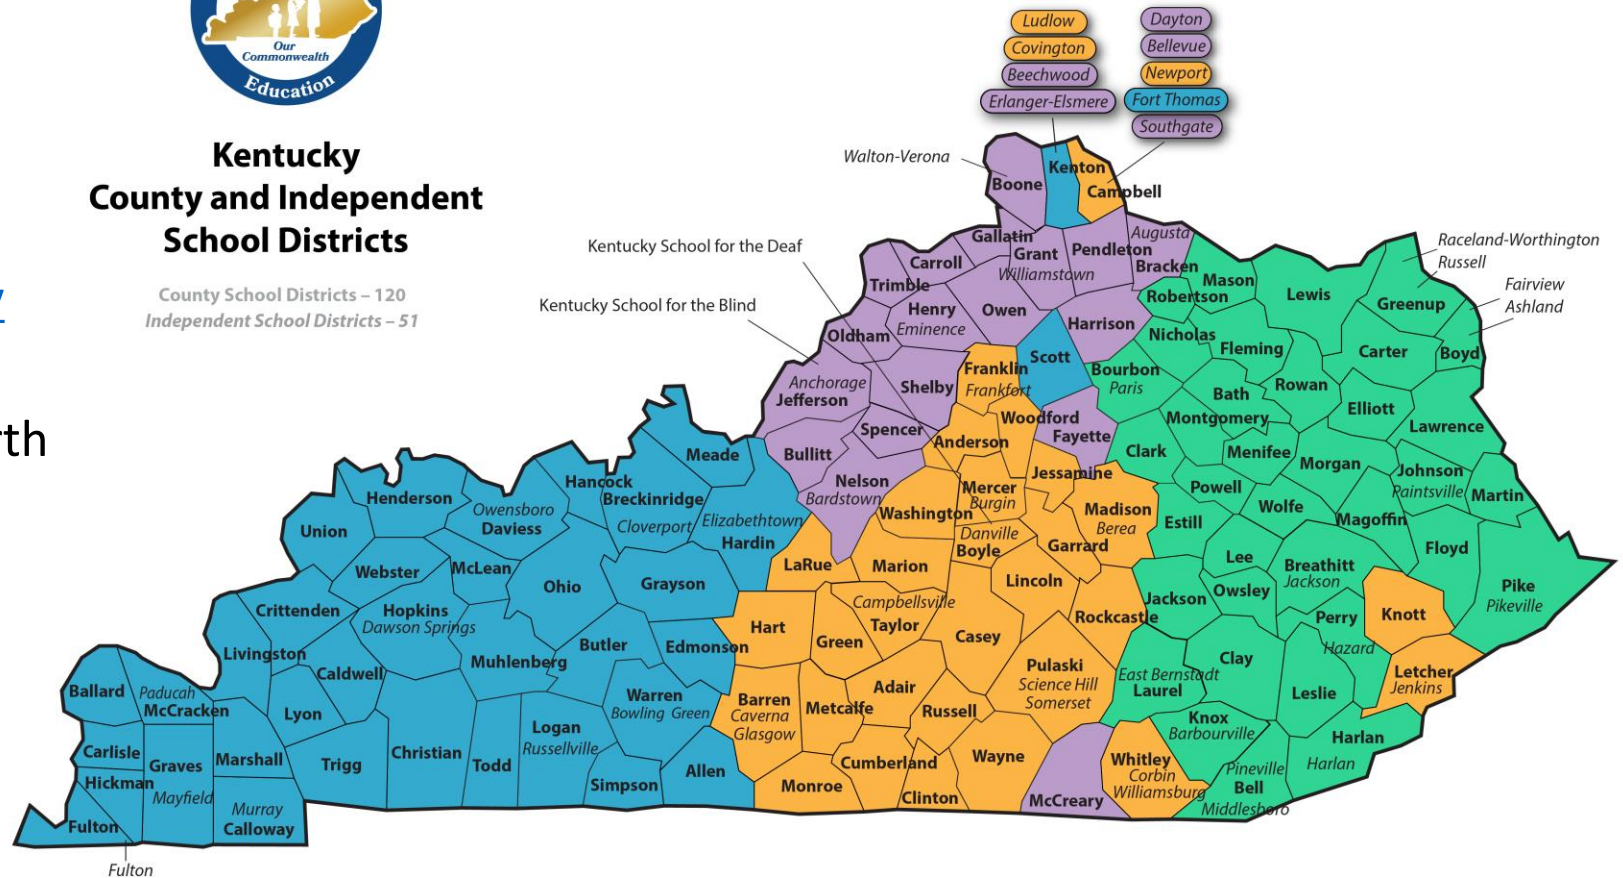 Our
Commonwealth
Education
Kentucky
County and Independent
School Districts
County School Districts – 120
Independent School Districts – 51
rth
Ludlow
Covington
Beechwood
Erlanger-Elsmere
Dayton
Bellevue
Newport
Fort Thomas
Southgate
Walton-Verona
Kenton
Boone
Campbell
Kentucky School for the Deaf
Kentucky School for the Blind
Raceland-Worthington
Russell
Fairview
Ashland
Gallatin
Grant
Williamstown
Pendleton
Augusta
Bracken
Carroll
Trimble
Henry
Eminence
Owen
Harrison
Oldham
Mason
Robertson
Lewis
Greenup
Nicholas
Fleming
Carter
Boyd
Scott
Franklin
Frankfort
Shelby
Anchorage
Jefferson
Bourbon
Paris
Bath
Rowan
Elliott
Lawrence
Woodford
Fayette
Montgomery
Spencer
Anderson
Bullitt
Clark
Menifee
Morgan
Johnson
Paintsville
Martin
Meade
Nelson
Bardstown
Jessamine
Mercer
Burgin
Washington
Madison
Berea
Powell
Wolfe
Magoffin
Estill
Hancock
Breckinridge
Cloverport
Henderson
Owensboro
Daviess
Union
Elizabethtown
Hardin
Danville
Boyle
Garrard
Lee
Breathitt
Jackson
Floyd
Pike
Pikeville
LaRue
Marion
Lincoln
Webster
McLean
Ohio
Grayson
Jackson
Owsley
Perry
Hazard
Knott
Crittenden
Hopkins
Dawson Springs
Campbellsville
Taylor
Rockcastle
Hart
Green
Casey
Butler
Edmonson
Livingston
Caldwell
Muhlenberg
Pulaski
Science Hill
Somerset
Clay
East Bernstadt
Laurel
Leslie
Letcher
Jenkins
Ballard
Paducah
McCracken
Lyon
Warren
Bowling Green
Barren
Caverna
Glasgow
Metcalfe
Adair
Russell
Knox
Barbourville
Harlan
Harlan
Logan
Russellville
Carlisle
Graves
Marshall
Trigg
Christian
Todd
Allen
Simpson
Monroe
Cumberland
Clinton
Wayne
McCreary
Whitley
Corbin
Williamsburg
Pineville
Bell
Middlesboro
Hickman
Mayfield
Murray
Calloway
Fulton
Fulton